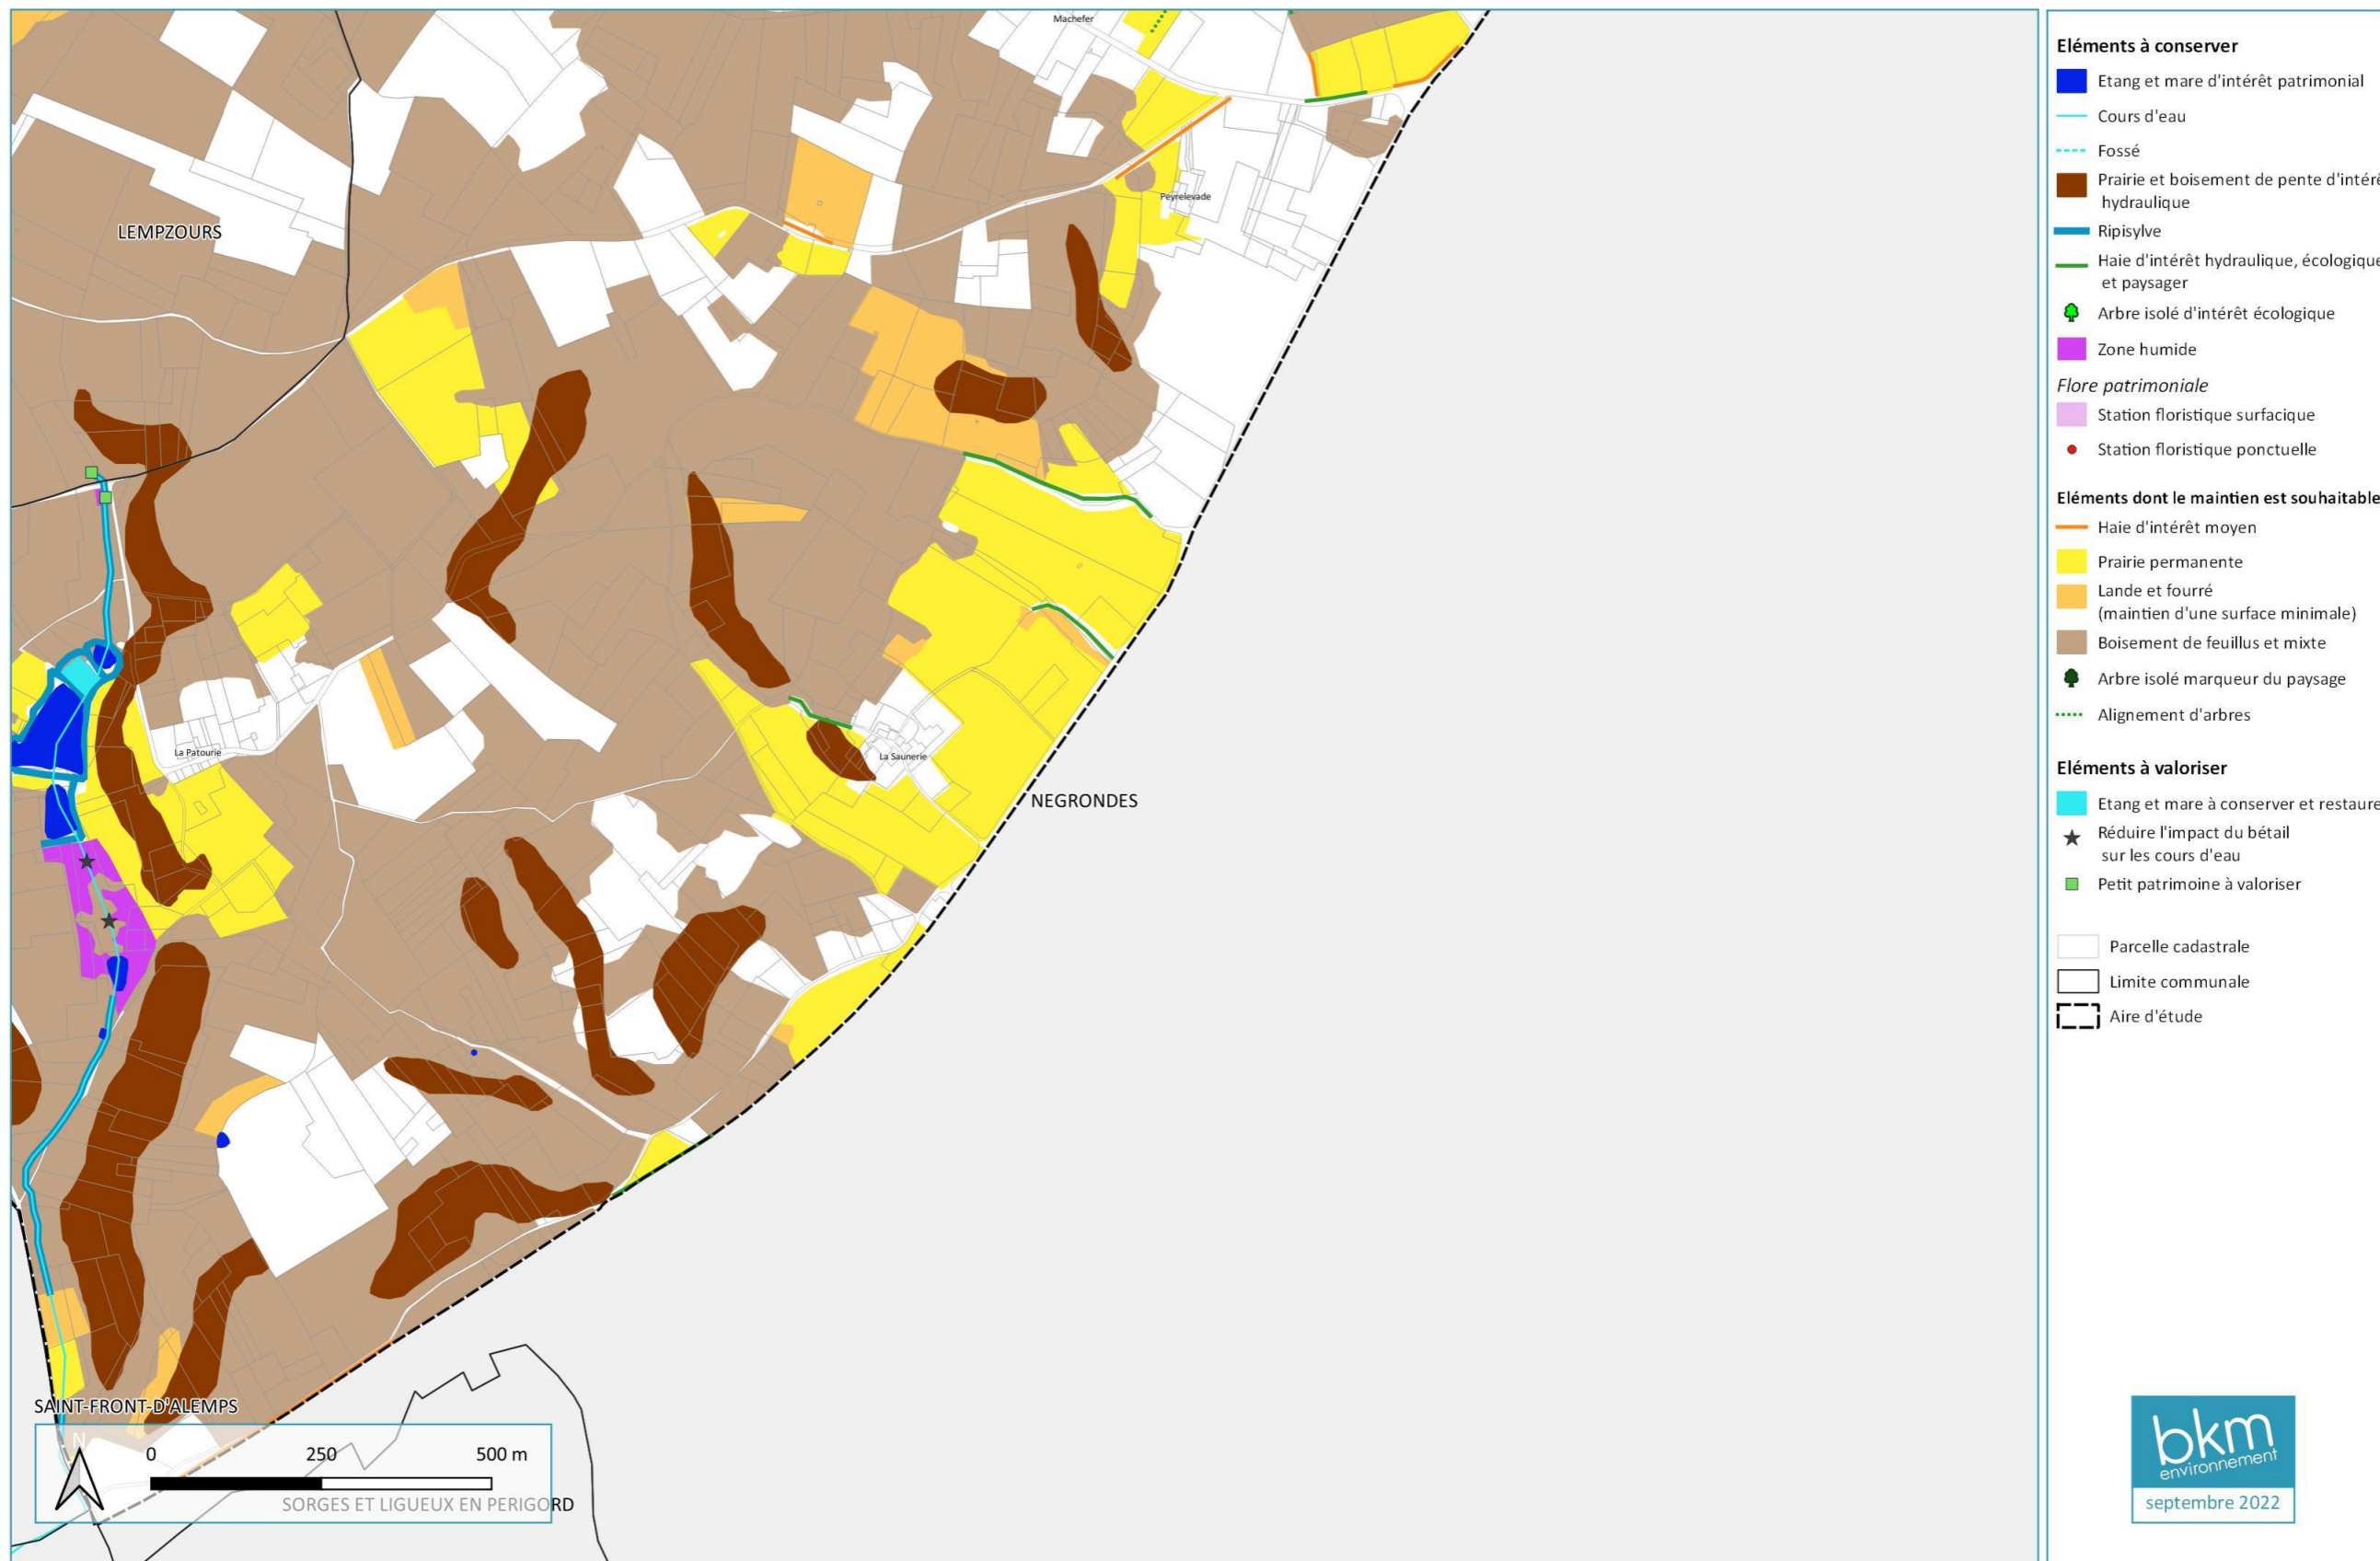 Machefer
Peyrelevade
LEMPZOURS
La Patourie
La Saunerie
NEGRONDES
SAINT-FRONT-D'ALEMPS
N
0 250 500 m
SORGES ET LIGUEUX EN PERIGORD
Eléments à conserver
Etang et mare d'intérêt patrimonial
Cours d'eau
Fossé
Prairie et boisement de pente d'intérê
hydraulique
Ripisylve
Haie d'intérêt hydraulique, écologique
et paysager
Arbre isolé d'intérêt écologique
Zone humide
Flore patrimoniale
Station floristique surfacique
Station floristique ponctuelle
Eléments dont le maintien est souhaitable
Haie d'intérêt moyen
Prairie permanente
Lande et fourré
(maintien d'une surface minimale)
Boisement de feuillus et mixte
Arbre isolé marqueur du paysage
Alignement d'arbres
Eléments à valoriser
Etang et mare à conserver et restaure
Réduire l'impact du bétail
sur les cours d'eau
Petit patrimoine à valoriser
Parcelle cadastrale
Limite communale
Aire d'étude
bkm
environnement
septembre 2022